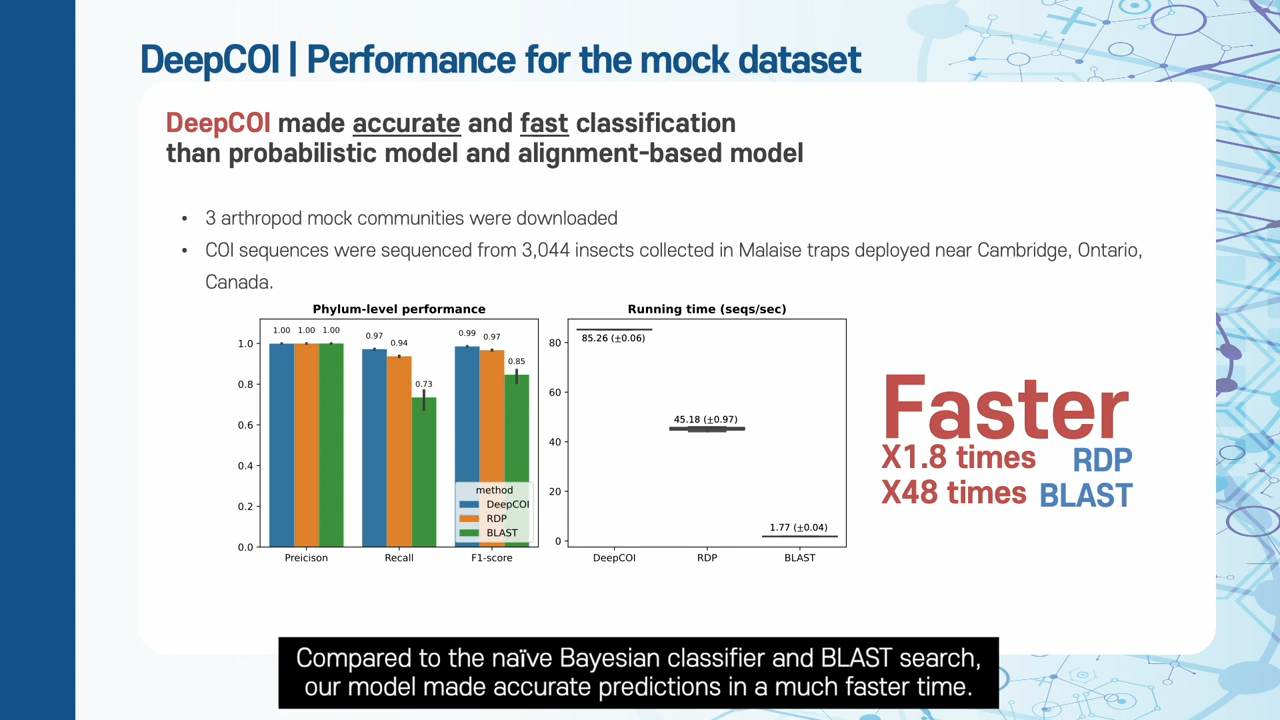 DeepCOI | Performance for the mock dataset
DeepCOI made accurate and fast classification
than probabilistic model and alignment-based model
• 3 arthropod mock communities were downloaded
• COI sequences were sequenced from 3,044 insects collected in Malaise traps deployed near Cambridge, Ontario,
Canada.
Phylum-level performance
1.00 1.00 1.00
0.97
0.94
0.73
0.99
0.97
0.85
1.0
0.8
0.6
0.4
0.2
0.0
method
DeepCOI
RDP
BLAST
Preicison Recall F1-score
Running time (seqs/sec)
85.26 (±0.06)
45.18 (±0.97)
1.77 (±0.04)
80
60
40
20
0
DeepCOI RDP BLAST
Faster
X1.8 times RDP
X48 times BLAST
Compared to the naïve Bayesian classifier and BLAST search,
our model made accurate predictions in a much faster time.